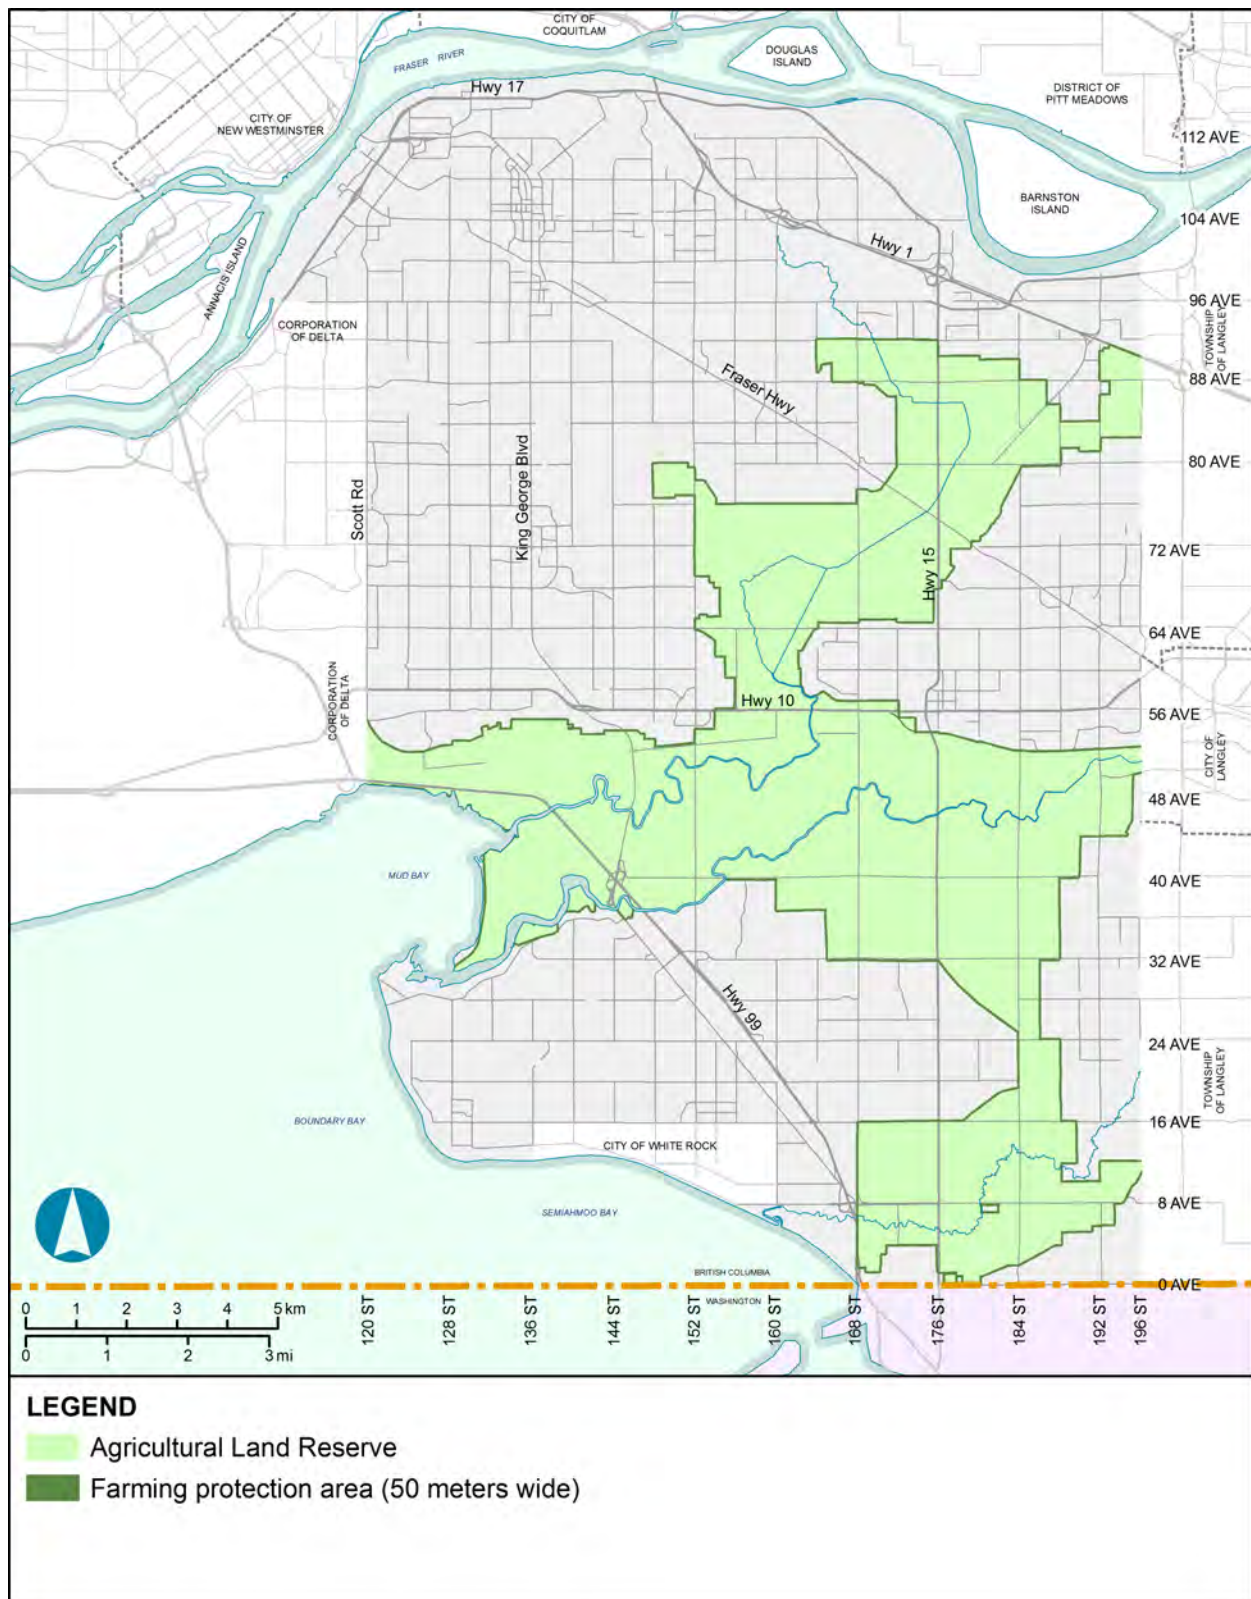 CITY OF
COQUITLAM
FRASER RIVER
DOUGLAS
ISLAND
Hwy 17
DISTRICT OF
PITT MEADOWS
CITY OF
NEW WESTMINSTER
112 AVE
BARNSTON
ISLAND
104 AVE
Hwy 1
ANNACIS ISLAND
96 AVE
CORPORATION
OF DELTA
TOWNSHIP
OF LANGLEY
88 AVE
Fraser Hwy
80 AVE
King George Blvd
Scott Rd
72 AVE
Hwy 15
64 AVE
CORPORATION
OF DELTA
Hwy 10
56 AVE
CITY OF
LANGLEY
48 AVE
MUD BAY
40 AVE
32 AVE
Hwy 99
24 AVE
TOWNSHIP
OF LANGLEY
BOUNDARY BAY
16 AVE
CITY OF WHITE ROCK
8 AVE
SEMIAHMOO BAY
BRITISH COLUMBIA
0 AVE
WASHINGTON
0 1 2 3 4 5 km
0 1 2 3 mi
120 ST
128 ST
136 ST
144 ST
152 ST
160 ST
168 ST
176 ST
184 ST
192 ST
196 ST
LEGEND
Agricultural Land Reserve
Farming protection area (50 meters wide)